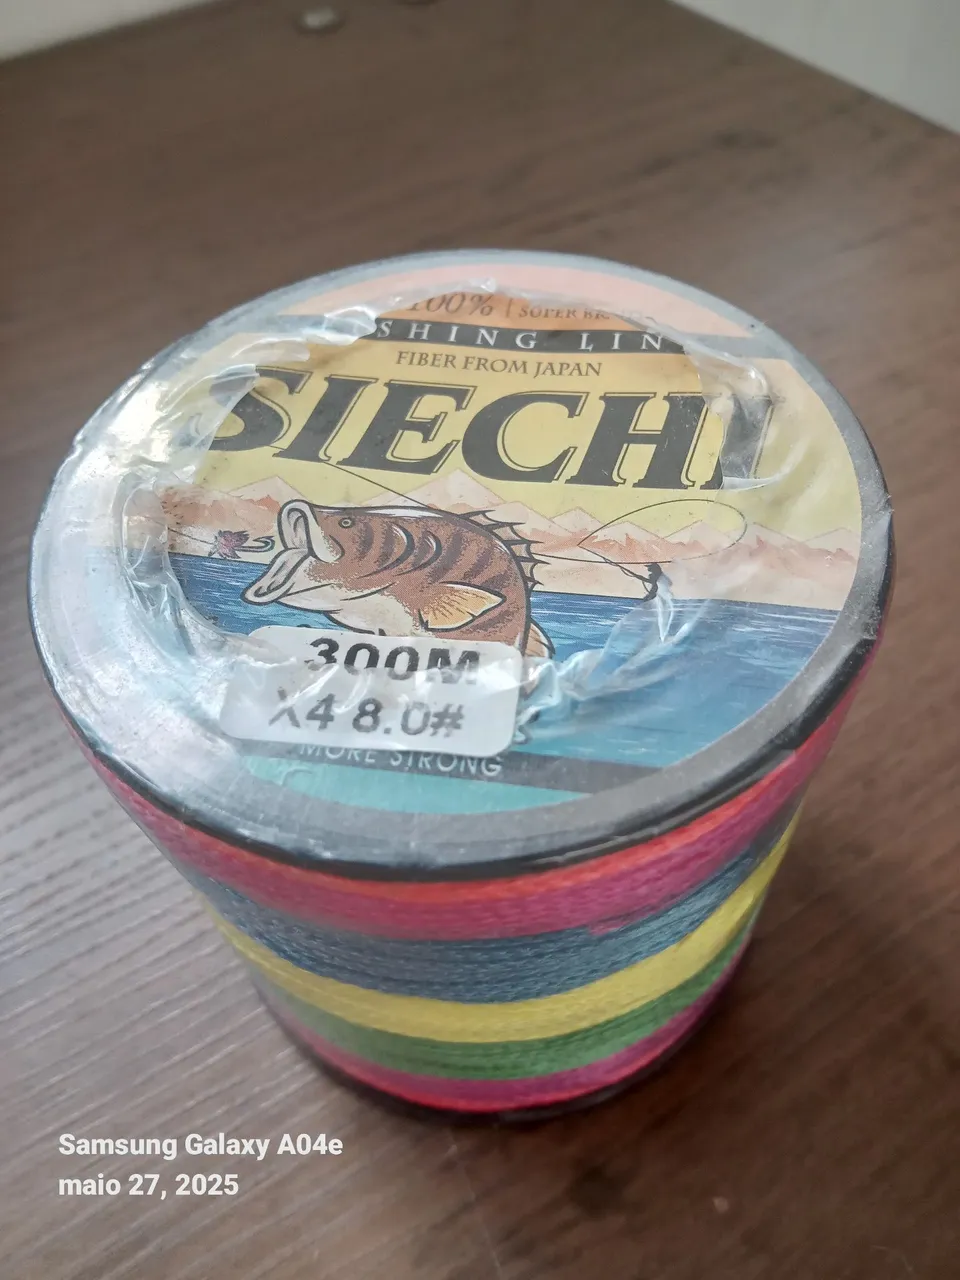 100% | SUPER
SHING LIN
FIBER FROM JAPAN
SIECHI
300M
X4 8.0#
MORE STRONG
Samsung Galaxy A04e
maio 27, 2025